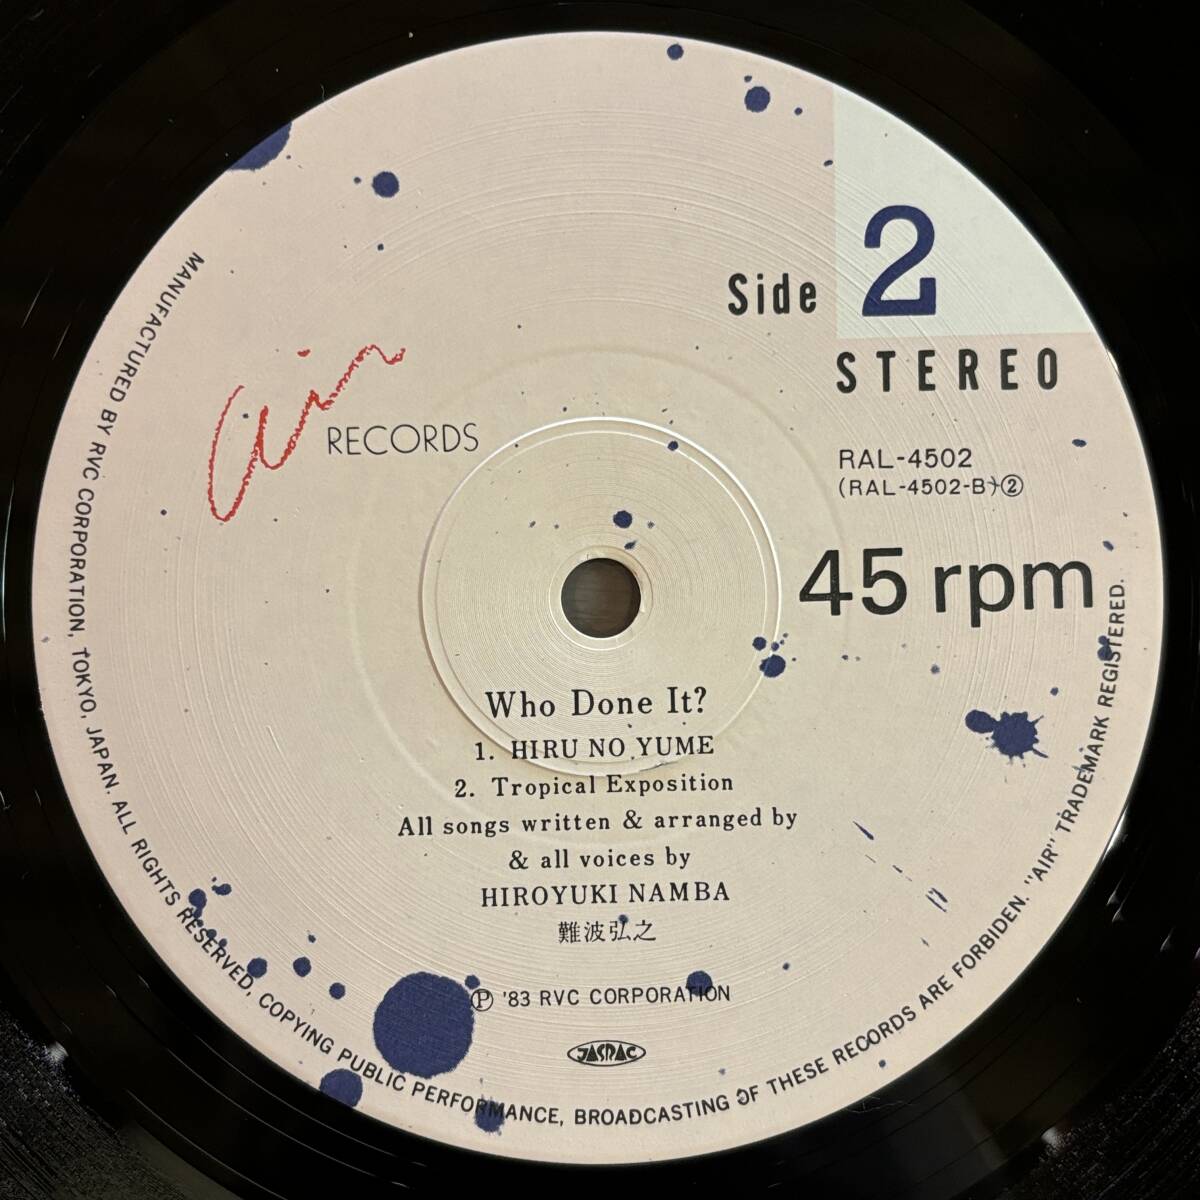 Side 2
STEREO
air RECORDS
RAL-4502
(RAL-4502-B)②
45 rpm
Who Done It?
1. HIRU NO YUME
2. Tropical Exposition
All songs written & arranged by
& all voices by
HIROYUKI NAMBA
難波弘之
Ⓟ '83 RVC CORPORATION
JASRAC
MANUFACTURED BY RVC CORPORATION, TOKYO, JAPAN. ALL RIGHTS RESERVED, COPYING PUBLIC PERFORMANCE, BROADCASTING OF THESE RECORDS ARE FORBIDEN. "AIR" TRADEMARK REGISTERED.